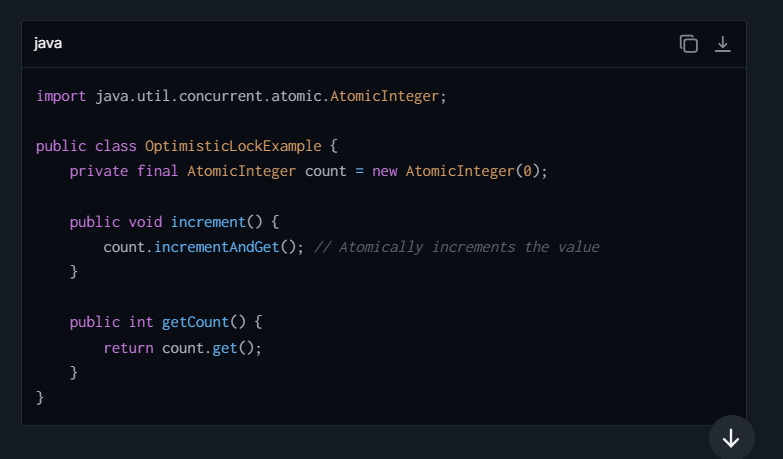 java
import java.util.concurrent.atomic.AtomicInteger;
public class OptimisticLockExample {
    private final AtomicInteger count = new AtomicInteger(0);
    public void increment() {
        count.incrementAndGet(); // Atomically increments the value
    }
    public int getCount() {
        return count.get();
    }
}